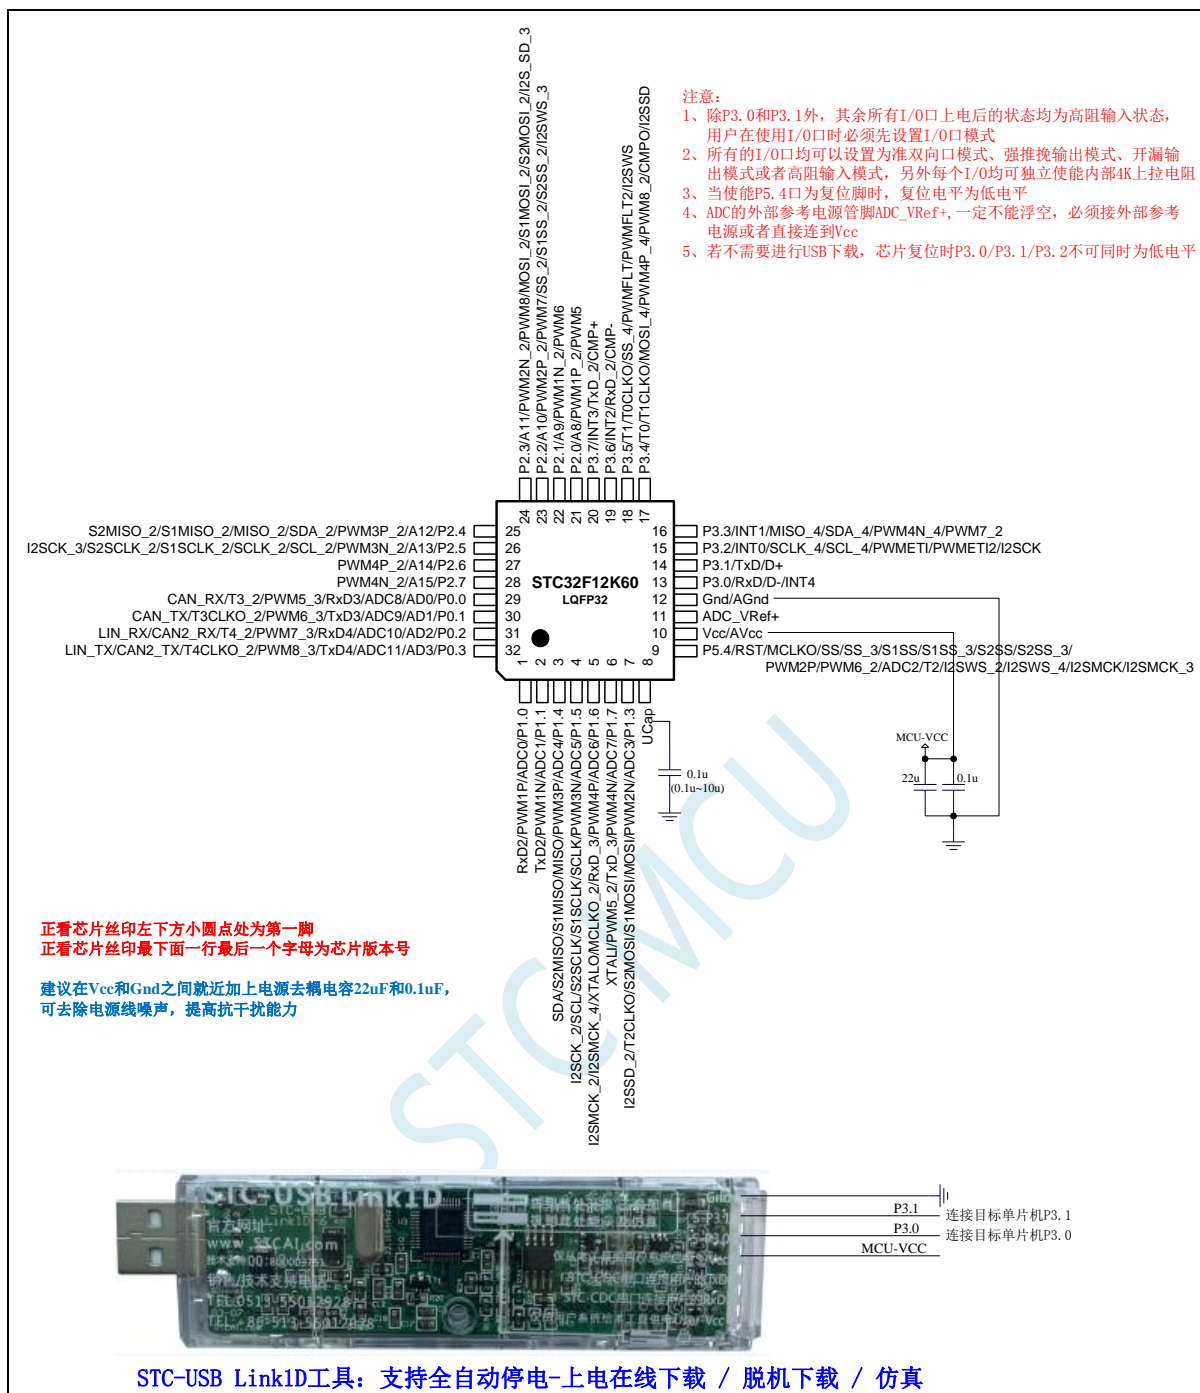 P2.3/A11/PWM2N_2/PWM8/MOSI_2/S1MOSI_2/S2MOSI_2/I2S_SD_3
P2.2/A10/PWM2P_2/PWM7/SS_2/S1SS_2/S2SS_2/I2SWS_3
P2.1/A9/PWM1N_2/PWM6
P2.0/A8/PWM1P_2/PWM5
P3.7/INT3/TxD_2/CMP+
P3.6/INT2/RxD_2/CMP-
P3.5/T1/T0CLKO/SS_4/PWMFLT/PWMFLT2/I2SWS
P3.4/T0/T1CLKO/MOSI_4/PWM4P_4/PWM8_2/CMPO/I2SSD
注意:
1、除P3.0和P3.1外，其余所有I/O口上电后的状态均为高阻输入状态，
用户在使用I/O口时必须先设置I/O口模式
2、所有的I/O口均可以设置为准双向口模式、强推挽输出模式、开漏输
出模式或者高阻输入模式，另外每个I/O均可独立使能内部4K上拉电阻
3、当使能P5.4口为复位脚时，复位电平为低电平
4、ADC的外部参考电源管脚ADC_VRef+,一定不能浮空，必须接外部参考
电源或者直接连到Vcc
5、若不需要进行USB下载，芯片复位时P3.0/P3.1/P3.2不可同时为低电平
24 23 22 21 20 19 18 17
S2MISO_2/S1MISO_2/MISO_2/SDA_2/PWM3P_2/A12/P2.4 25
I2SCK_3/S2SCLK_2/S1SCLK_2/SCLK_2/SCL_2/PWM3N_2/A13/P2.5 26
PWM4P_2/A14/P2.6 27
PWM4N_2/A15/P2.7 28
CAN_RX/T3_2/PWM5_3/RxD3/ADC8/AD0/P0.0 29
CAN_TX/T3CLKO_2/PWM6_3/TxD3/ADC9/AD1/P0.1 30
LIN_RX/CAN2_RX/T4_2/PWM7_3/RxD4/ADC10/AD2/P0.2 31
LIN_TX/CAN2_TX/T4CLKO_2/PWM8_3/TxD4/ADC11/AD3/P0.3 32
STC32F12K60
LQFP32
16 P3.3/INT1/MISO_4/SDA_4/PWM4N_4/PWM7_2
15 P3.2/INT0/SCLK_4/SCL_4/PWMETI/PWMETI2/I2SCK
14 P3.1/TxD/D+
13 P3.0/RxD/D-/INT4
12 Gnd/AGnd
11 ADC_VRef+
10 Vcc/AVcc
9 P5.4/RST/MCLKO/SS/SS_3/S1SS/S1SS_3/S2SS/S2SS_3/
PWM2P/PWM6_2/ADC2/T2/I2SWS_2/I2SWS_4/I2SMCK/I2SMCK_3
1 2 3 4 5 6 7 8
RxD2/PWM1P/ADC0/P1.0
TxD2/PWM1N/ADC1/P1.1
SDA/S2MISO/S1MISO/MISO/PWM3P/ADC4/P1.4
I2SCK_2/SCL/S2SCLK/S1SCLK/SCLK/PWM3N/ADC5/P1.5
I2SMCK_2/I2SMCK_4/XTALO/MCLKO_2/RxD_3/PWM4P/ADC6/P1.6
XTALI/PWM5_2/TxD_3/PWM4N/ADC7/P1.7
I2SSD_2/T2CLKO/S2MOSI/S1MOSI/MOSI/PWM2N/ADC3/P1.3
UCap
0.1u
(0.1u~10u)
MCU-VCC
22u
0.1u
STC MCU
正看芯片丝印左下方小圆点处为第一脚
正看芯片丝印最下面一行最后一个字母为芯片版本号
建议在Vcc和Gnd之间就近加上电源去耦电容22uF和0.1uF，
可去除电源线噪声，提高抗干扰能力
STC-USB Link1D
官方网址
Link1D
www.STCAI.com
TEL:0513-55012928
Gnd
P3.1
P3.0
MCU-VCC
连接目标单片机P3.1
连接目标单片机P3.0
STC-USB Link1D工具: 支持全自动停电-上电在线下载 / 脱机下载 / 仿真